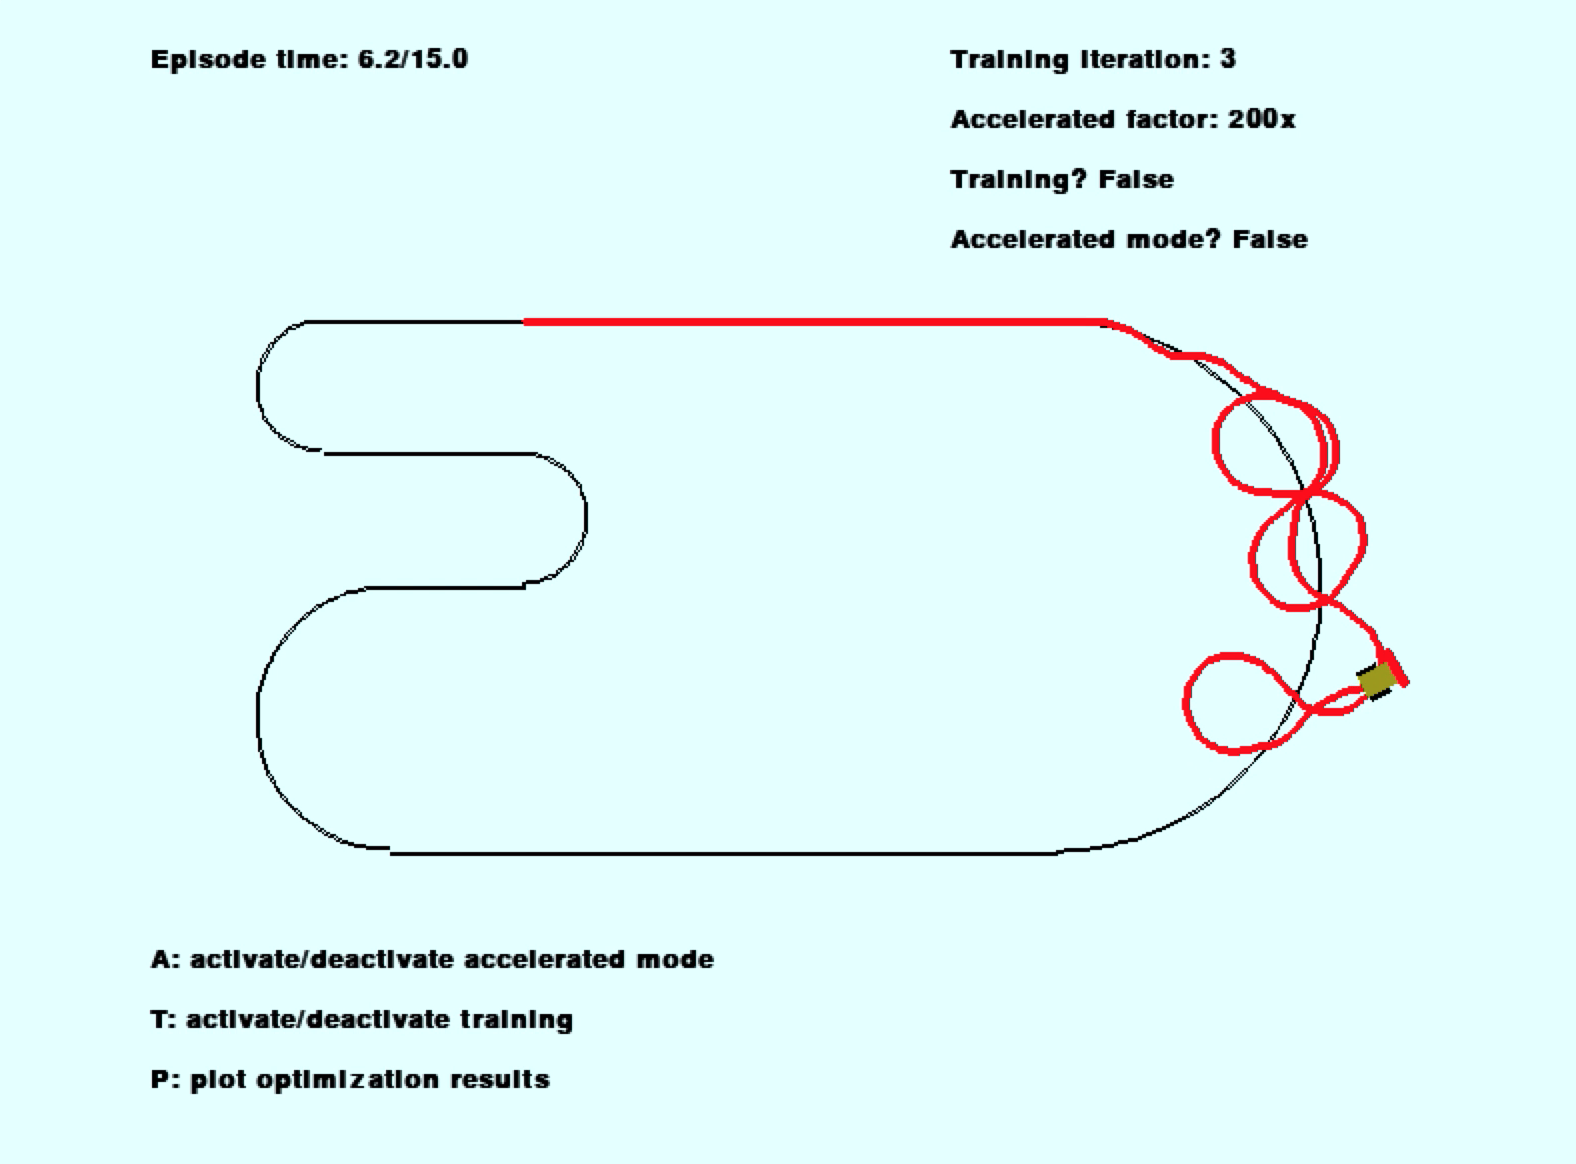 Episode time: 6.2/15.0
Training iteration: 3
Accelerated factor: 200x
Training? False
Accelerated mode? False
A: activate/deactivate accelerated mode
T: activate/deactivate training
P: plot optimization results